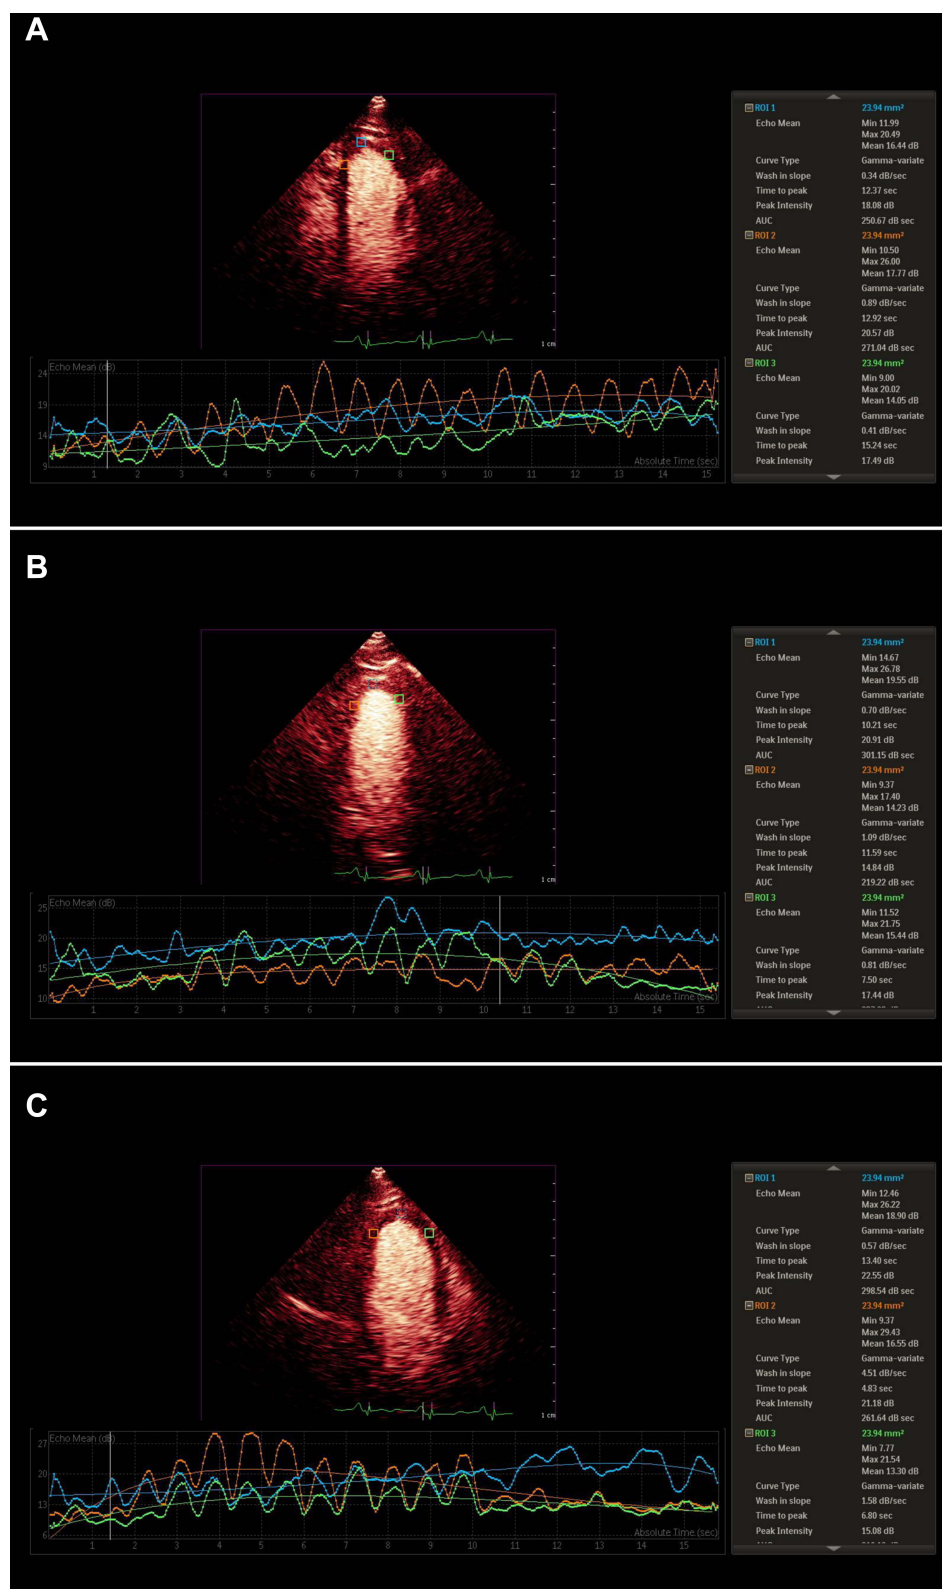 A
ROI 1 23.94 mm²
Echo Mean Min 11.99
Max 20.49
Mean 16.44 dB
Curve Type Gamma-variate
Wash in slope 0.34 dB/sec
Time to peak 12.37 sec
Peak Intensity 18.08 dB
AUC 250.67 dB sec
ROI 2 23.94 mm²
Echo Mean Min 10.50
Max 26.00
Mean 17.77 dB
Curve Type Gamma-variate
Wash in slope 0.89 dB/sec
Time to peak 12.92 sec
Peak Intensity 20.57 dB
AUC 271.04 dB sec
ROI 3 23.94 mm²
Echo Mean Min 9.00
Max 20.02
Mean 14.05 dB
Curve Type Gamma-variate
Wash in slope 0.41 dB/sec
Time to peak 15.24 sec
Peak Intensity 17.49 dB
1 cm
Echo Mean (dB)
24
19
14
9
Absolute Time (sec)
1 2 3 4 5 6 7 8 9 10 11 12 13 14 15
B
ROI 1 23.94 mm²
Echo Mean Min 14.67
Max 26.78
Mean 19.55 dB
Curve Type Gamma-variate
Wash in slope 0.70 dB/sec
Time to peak 10.21 sec
Peak Intensity 20.91 dB
AUC 301.15 dB sec
ROI 2 23.94 mm²
Echo Mean Min 9.37
Max 17.40
Mean 14.23 dB
Curve Type Gamma-variate
Wash in slope 1.09 dB/sec
Time to peak 11.59 sec
Peak Intensity 14.84 dB
AUC 219.22 dB sec
ROI 3 23.94 mm²
Echo Mean Min 11.52
Max 21.75
Mean 15.44 dB
Curve Type Gamma-variate
Wash in slope 0.81 dB/sec
Time to peak 7.50 sec
Peak Intensity 17.44 dB
1 cm
Echo Mean (dB)
25
20
15
10
Absolute Time (sec)
1 2 3 4 5 6 7 8 9 10 11 12 13 14 15
C
ROI 1 23.94 mm²
Echo Mean Min 12.46
Max 26.22
Mean 18.90 dB
Curve Type Gamma-variate
Wash in slope 0.57 dB/sec
Time to peak 13.40 sec
Peak Intensity 22.55 dB
AUC 298.54 dB sec
ROI 2 23.94 mm²
Echo Mean Min 9.37
Max 29.43
Mean 16.55 dB
Curve Type Gamma-variate
Wash in slope 4.51 dB/sec
Time to peak 4.83 sec
Peak Intensity 21.18 dB
AUC 261.64 dB sec
ROI 3 23.94 mm²
Echo Mean Min 7.77
Max 21.54
Mean 13.30 dB
Curve Type Gamma-variate
Wash in slope 1.58 dB/sec
Time to peak 6.80 sec
Peak Intensity 15.08 dB
1 cm
Echo Mean (dB)
27
20
13
6
Absolute Time (sec)
1 2 3 4 5 6 7 8 9 10 11 12 13 14 15